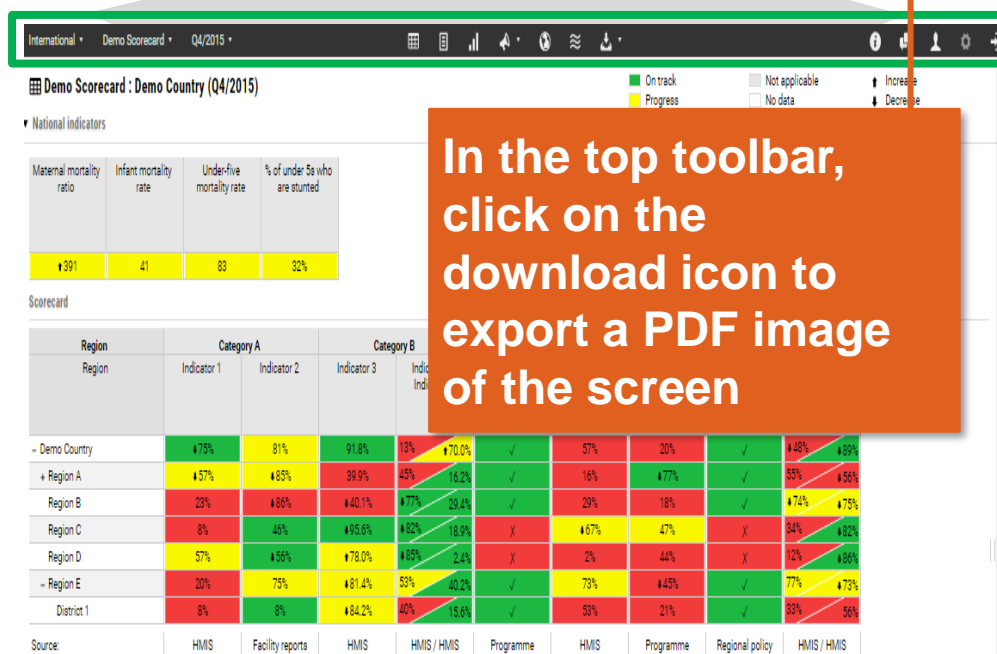 International Demo Scorecard Q4/2015
Demo Scorecard : Demo Country (Q4/2015)
On track Not applicable Increase
Progress No data Decrease
National indicators
In the top toolbar,
click on the
download icon to
export a PDF image
of the screen
Maternal mortality Infant mortality Under-five % of under 5s who
ratio rate mortality rate are stunted
391 41 83 32%
Scorecard
Region Category A Category B
Region Indicator 1 Indicator 2 Indicator 3
- Demo Country 75% 81% 91.8% 13% 70.0% √ 57% 20% √ 48% 89%
+ Region A 57% 85% 39.9% 45% 16.2% √ 16% 77% √ 55% 56%
Region B 23% 86% 40.1% 77% 29.4% √ 29% 18% √ 74% 75%
Region C 8% 46% 95.6% 82% 18.9% X 67% 47% X 34% 82%
Region D 57% 56% 78.0% 85% 2.4% X 2% 44% X 12% 86%
- Region E 20% 75% 81.4% 53% 40.2% √ 73% 45% √ 77% 73%
District 1 8% 8% 84.2% 40% 15.6% √ 53% 21% √ 33% 56%
Source: HMIS Facility reports HMIS HMIS / HMIS Programme HMIS Programme Regional policy HMIS / HMIS